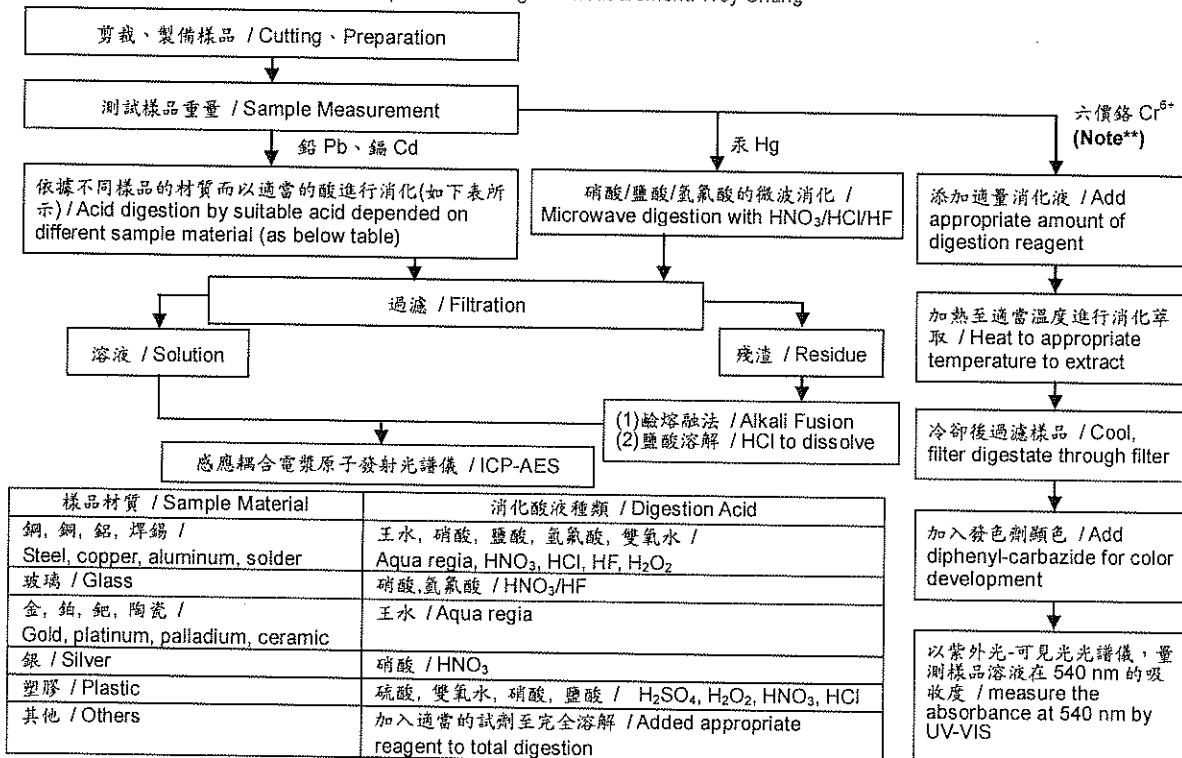 剪裁、製備樣品 / Cutting、Preparation
測試樣品重量 / Sample Measurement
鉛 Pb、鎘 Cd
汞 Hg
六價鉻 Cr⁶⁺
(Note**)
依據不同樣品的材質而以適當的酸進行消化(如下表所
示) / Acid digestion by suitable acid depended on
different sample material (as below table)
硝酸/鹽酸/氫氟酸的微波消化 /
Microwave digestion with HNO₃/HCl/HF
添加適量消化液 / Add
appropriate amount of
digestion reagent
過濾 / Filtration
溶液 / Solution
殘渣 / Residue
加熱至適當溫度進行消化萃
取 / Heat to appropriate
temperature to extract
(1)鹼熔融法 / Alkali Fusion
(2)鹽酸溶解 / HCl to dissolve
感應耦合電漿原子發射光譜儀 / ICP-AES
冷卻後過濾樣品 / Cool,
filter digestate through filter
加入發色劑顯色 / Add
diphenyl-carbazide for color
development
以紫外光-可見光光譜儀，量
測樣品溶液在 540 nm 的吸
收度 / measure the
absorbance at 540 nm by
UV-VIS
樣品材質 / Sample Material
消化酸液種類 / Digestion Acid
鋼, 銅, 鋁, 焊錫 /
Steel, copper, aluminum, solder
王水, 硝酸, 鹽酸, 氫氟酸, 雙氧水 /
Aqua regia, HNO₃, HCl, HF, H₂O₂
玻璃 / Glass
硝酸,氫氟酸 / HNO₃/HF
金, 鉑, 鈀, 陶瓷 /
Gold, platinum, palladium, ceramic
王水 / Aqua regia
銀 / Silver
硝酸 / HNO₃
塑膠 / Plastic
硫酸, 雙氧水, 硝酸, 鹽酸 / H₂SO₄, H₂O₂, HNO₃, HCl
其他 / Others
加入適當的試劑至完全溶解 / Added appropriate
reagent to total digestion